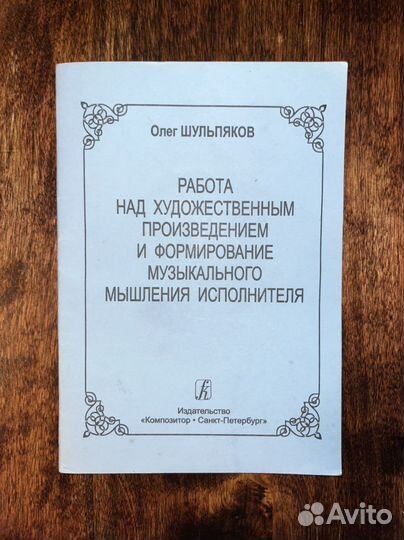 Олег ШУЛЬПЯКОВ
РАБОТА
НАД ХУДОЖЕСТВЕННЫМ
ПРОИЗВЕДЕНИЕМ
И ФОРМИРОВАНИЕ
МУЗЫКАЛЬНОГО
МЫШЛЕНИЯ ИСПОЛНИТЕЛЯ
Издательство
«Композитор • Санкт-Петербург»
Avito